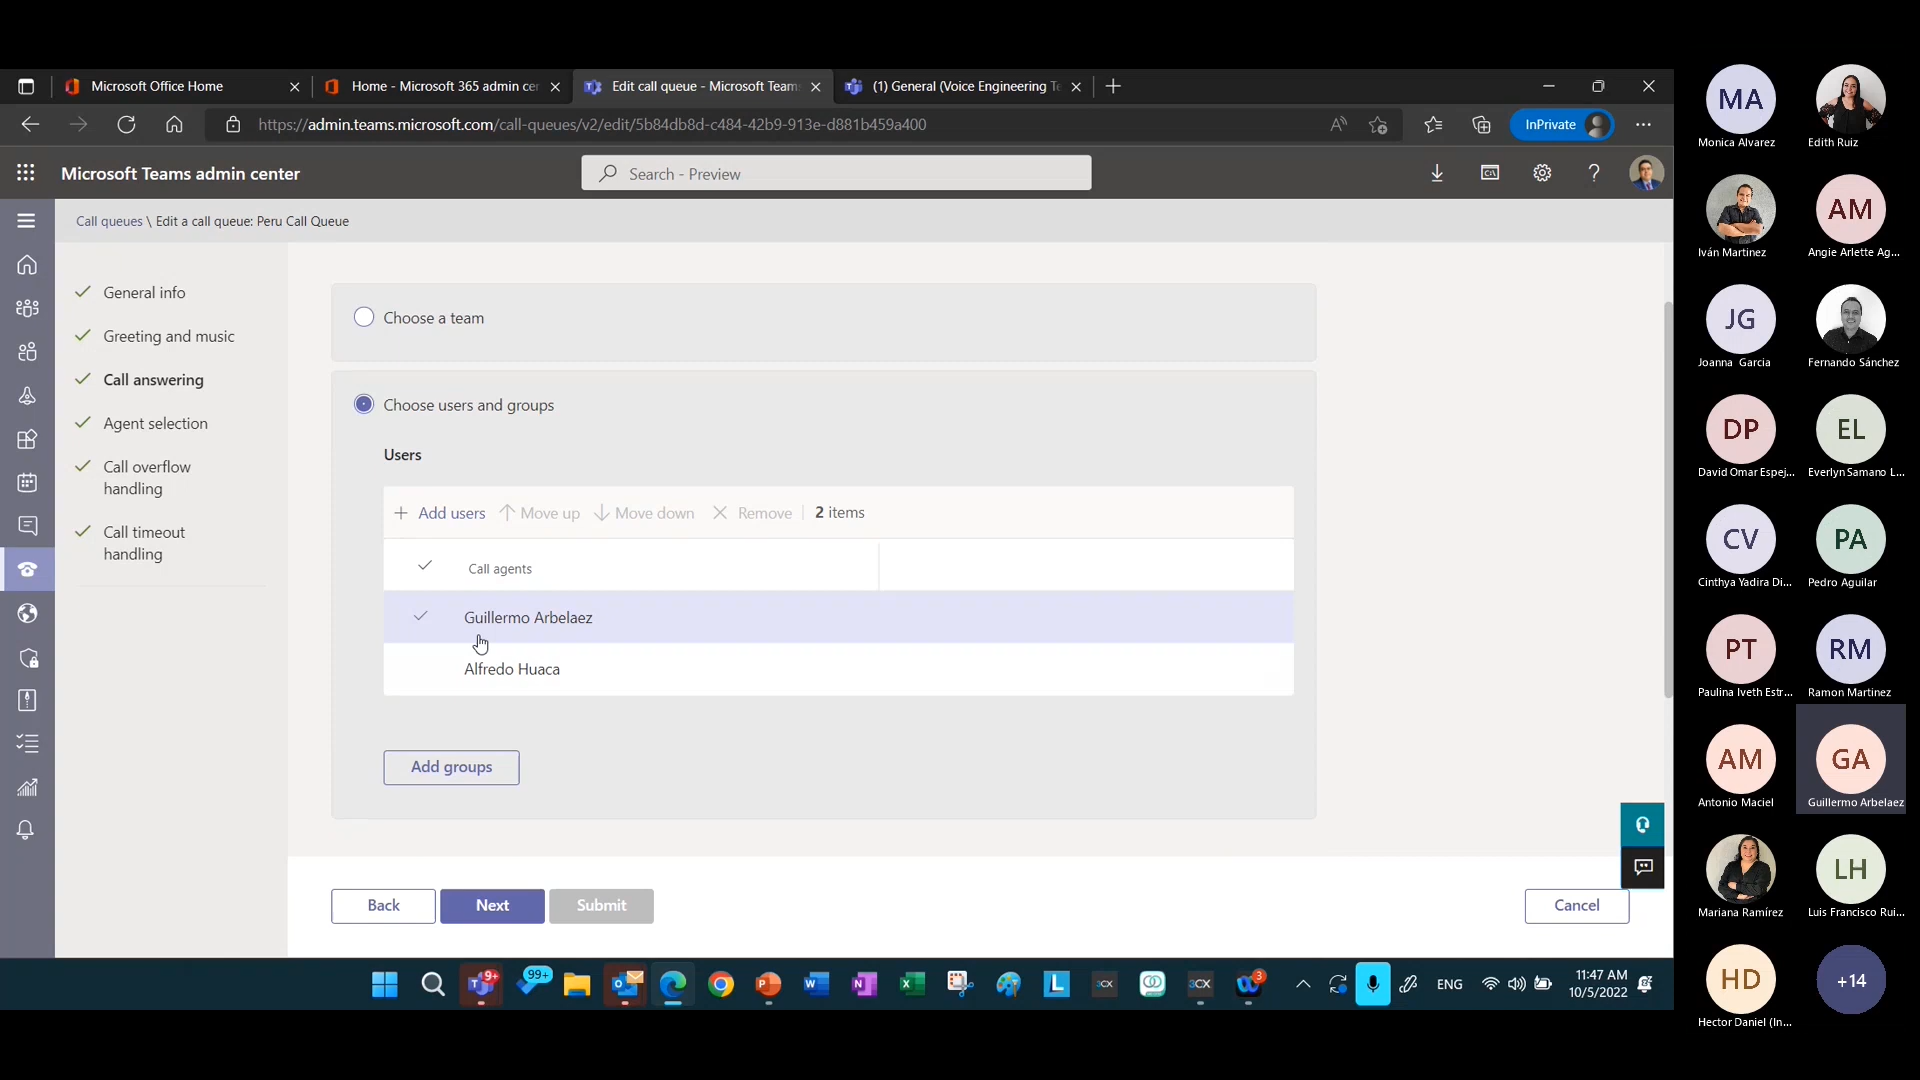 Microsoft Office Home
Home - Microsoft 365 admin cer
Edit call queue - Microsoft Teams
(1) General (Voice Engineering Te
https://admin.teams.microsoft.com/call-queues/v2/edit/5b84db8d-c484-42b9-913e-d881b459a400
InPrivate
Microsoft Teams admin center
Search - Preview
Call queues \ Edit a call queue: Peru Call Queue
General info
Greeting and music
Call answering
Agent selection
Call overflow
handling
Call timeout
handling
Choose a team
Choose users and groups
Users
Add users
Move up
Move down
Remove
2 items
Call agents
Guillermo Arbelaez
Alfredo Huaca
Add groups
Back
Next
Submit
Cancel
9+
99+
3CX
3CX
3
ENG
11:47 AM
10/5/2022
MA
Monica Alvarez
Edith Ruiz
Iván Martinez
AM
Angie Arlette Ag...
JG
Joanna Garcia
Fernando Sánchez
DP
David Omar Espej...
EL
Everlyn Samano L...
CV
Cinthya Yadira Di...
PA
Pedro Aguilar
PT
Paulina Iveth Estr...
RM
Ramon Martinez
AM
Antonio Maciel
GA
Guillermo Arbelaez
Mariana Ramírez
LH
Luis Francisco Rui...
HD
Hector Daniel (In...
+14